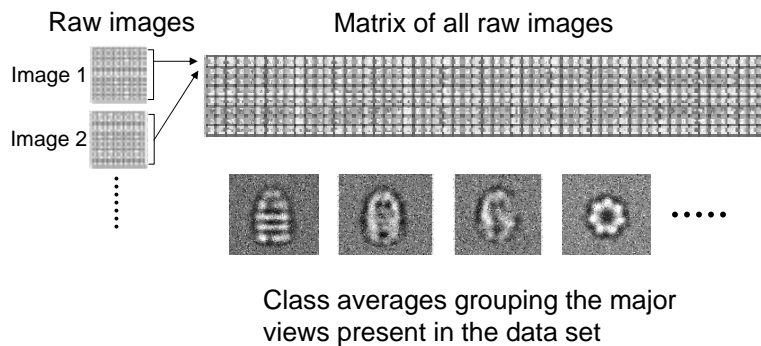 Raw images
Matrix of all raw images
Image 1
Image 2
Class averages grouping the major
views present in the data set